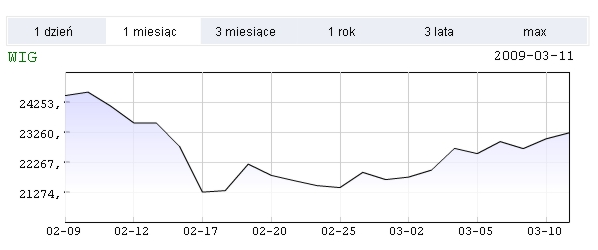 1 dzień 1 miesiąc 3 miesiące 1 rok 3 lata max
WIG 2009-03-11
24253,
23260,
22267,
21274,
02-09 02-12 02-17 02-20 02-25 03-02 03-05 03-10